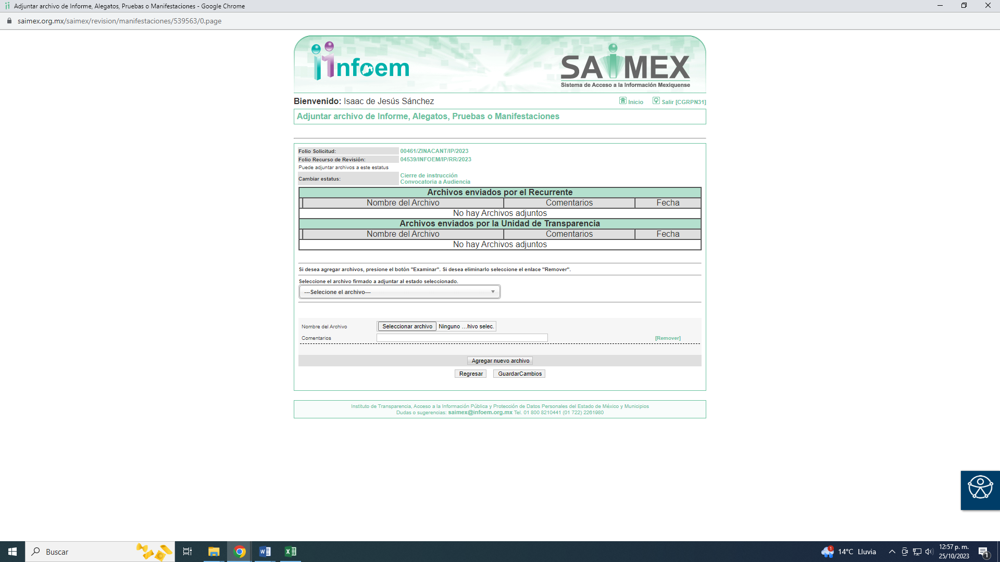 Adjuntar archivo de Informe, Alegatos, Pruebas o Manifestaciones - Google Chrome
saimex.org.mx/saimex/revision/manifestaciones/539563/0.page
infoem
SAIMEX
Sistema de Acceso a la Información Mexiquense
Bienvenido: Isaac de Jesús Sánchez
Inicio Salir [CGRPN31]
Adjuntar archivo de Informe, Alegatos, Pruebas o Manifestaciones
Folio Solicitud: 00461/ZINACANT/IP/2023
Folio Recurso de Revisión: 04539/INFOEM/IP/RR/2023
Puede adjuntar archivos a este estatus
Cambiar estatus: Cierre de instrucción
Convocatoria a Audiencia
Archivos enviados por el Recurrente
Nombre del Archivo Comentarios Fecha
No hay Archivos adjuntos
Archivos enviados por la Unidad de Transparencia
Nombre del Archivo Comentarios Fecha
No hay Archivos adjuntos
Si desea agregar archivos, presione el botón "Examinar". Si desea eliminarlo seleccione el enlace "Remover".
Seleccione el archivo firmado a adjuntar al estado seleccionado.
---Selecione el archivo---
Nombre del Archivo Seleccionar archivo Ninguno ...hivo selec.
Comentarios [Remover]
Agregar nuevo archivo
Regresar GuardarCambios
Instituto de Transparencia, Acceso a la Información Pública y Protección de Datos Personales del Estado de México y Municipios
Dudas o sugerencias: saimex@infoem.org.mx Tel. 01 800 8210441 (01 722) 2261980
Buscar
1
14°C Lluvia
12:57 p. m.
25/10/2023
1